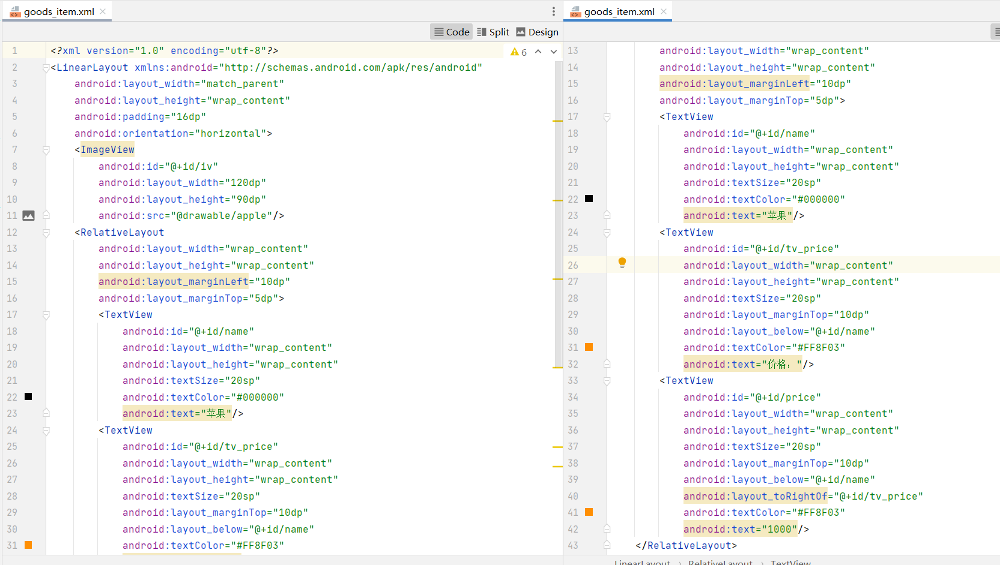 goods_item.xml
Code Split Design
6
1 <?xml version="1.0" encoding="utf-8"?>
2 <LinearLayout xmlns:android="http://schemas.android.com/apk/res/android"
3 android:layout_width="match_parent"
4 android:layout_height="wrap_content"
5 android:padding="16dp"
6 android:orientation="horizontal">
7 <ImageView
8 android:id="@+id/iv"
9 android:layout_width="120dp"
10 android:layout_height="90dp"
11 android:src="@drawable/apple"/>
12 <RelativeLayout
13 android:layout_width="wrap_content"
14 android:layout_height="wrap_content"
15 android:layout_marginLeft="10dp"
16 android:layout_marginTop="5dp">
17 <TextView
18 android:id="@+id/name"
19 android:layout_width="wrap_content"
20 android:layout_height="wrap_content"
21 android:textSize="20sp"
22 android:textColor="#000000"
23 android:text="苹果"/>
24 <TextView
25 android:id="@+id/tv_price"
26 android:layout_width="wrap_content"
27 android:layout_height="wrap_content"
28 android:textSize="20sp"
29 android:layout_marginTop="10dp"
30 android:layout_below="@+id/name"
31 android:textColor="#FF8F03"
goods_item.xml
13 android:layout_width="wrap_content"
14 android:layout_height="wrap_content"
15 android:layout_marginLeft="10dp"
16 android:layout_marginTop="5dp">
17 <TextView
18 android:id="@+id/name"
19 android:layout_width="wrap_content"
20 android:layout_height="wrap_content"
21 android:textSize="20sp"
22 android:textColor="#000000"
23 android:text="苹果"/>
24 <TextView
25 android:id="@+id/tv_price"
26 android:layout_width="wrap_content"
27 android:layout_height="wrap_content"
28 android:textSize="20sp"
29 android:layout_marginTop="10dp"
30 android:layout_below="@+id/name"
31 android:textColor="#FF8F03"
32 android:text="价格："/>
33 <TextView
34 android:id="@+id/price"
35 android:layout_width="wrap_content"
36 android:layout_height="wrap_content"
37 android:textSize="20sp"
38 android:layout_marginTop="10dp"
39 android:layout_below="@+id/name"
40 android:layout_toRightOf="@+id/tv_price"
41 android:textColor="#FF8F03"
42 android:text="1000"/>
43 </RelativeLayout>
LinearLayout › RelativeLayout › TextView